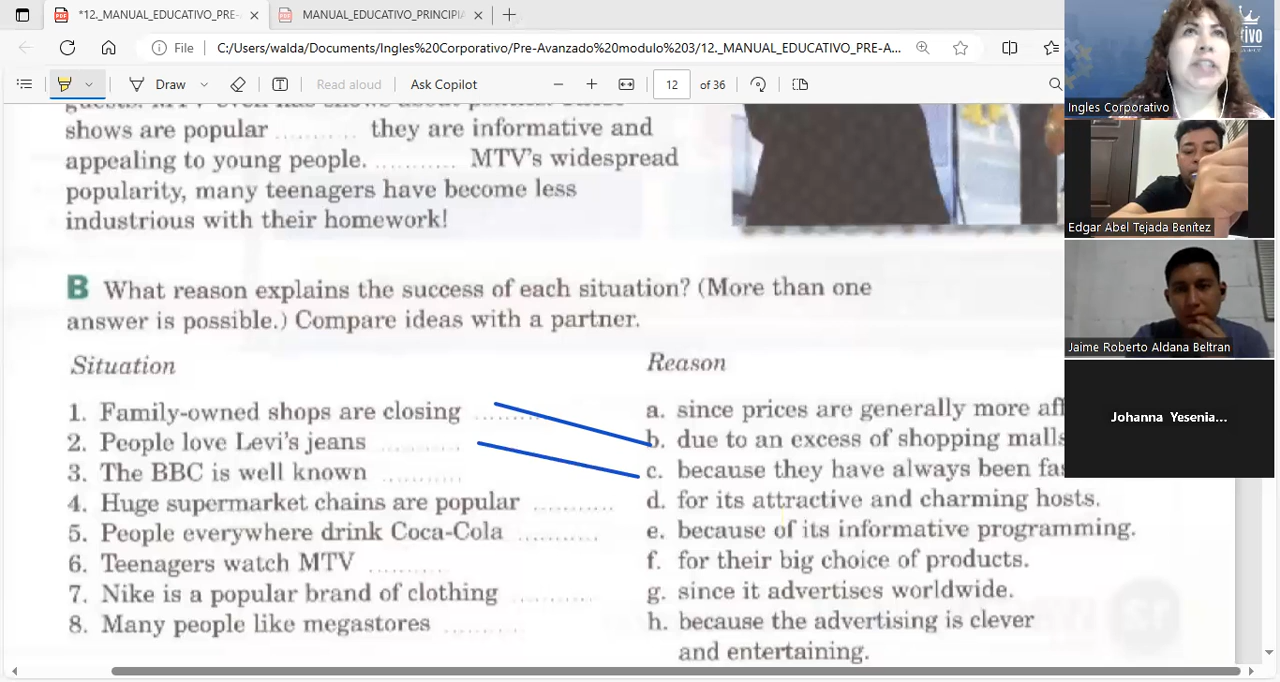 *12._MANUAL_EDUCATIVO_PRE-
MANUAL_EDUCATIVO_PRINCIPIA
File
C:/Users/walda/Documents/Ingles%20Corporativo/Pre-Avanzado%20modulo%203/12._MANUAL_EDUCATIVO_PRE-A...
Draw
Read aloud
Ask Copilot
12 of 36
guests. MTV even has shows about
shows are popular .......... they are informative and
appealing to young people. .......... MTV's widespread
popularity, many teenagers have become less
industrious with their homework!
B What reason explains the success of each situation? (More than one
answer is possible.) Compare ideas with a partner.
Situation
1. Family-owned shops are closing ..........
2. People love Levi's jeans ..........
3. The BBC is well known ..........
4. Huge supermarket chains are popular ..........
5. People everywhere drink Coca-Cola ..........
6. Teenagers watch MTV ..........
7. Nike is a popular brand of clothing ..........
8. Many people like megastores ..........
Reason
a. since prices are generally more aff
b. due to an excess of shopping malls
c. because they have always been fas
d. for its attractive and charming hosts.
e. because of its informative programming.
f. for their big choice of products.
g. since it advertises worldwide.
h. because the advertising is clever
and entertaining.
Ingles Corporativo
Edgar Abel Tejada Benítez
Jaime Roberto Aldana Beltran
Johanna Yesenia...